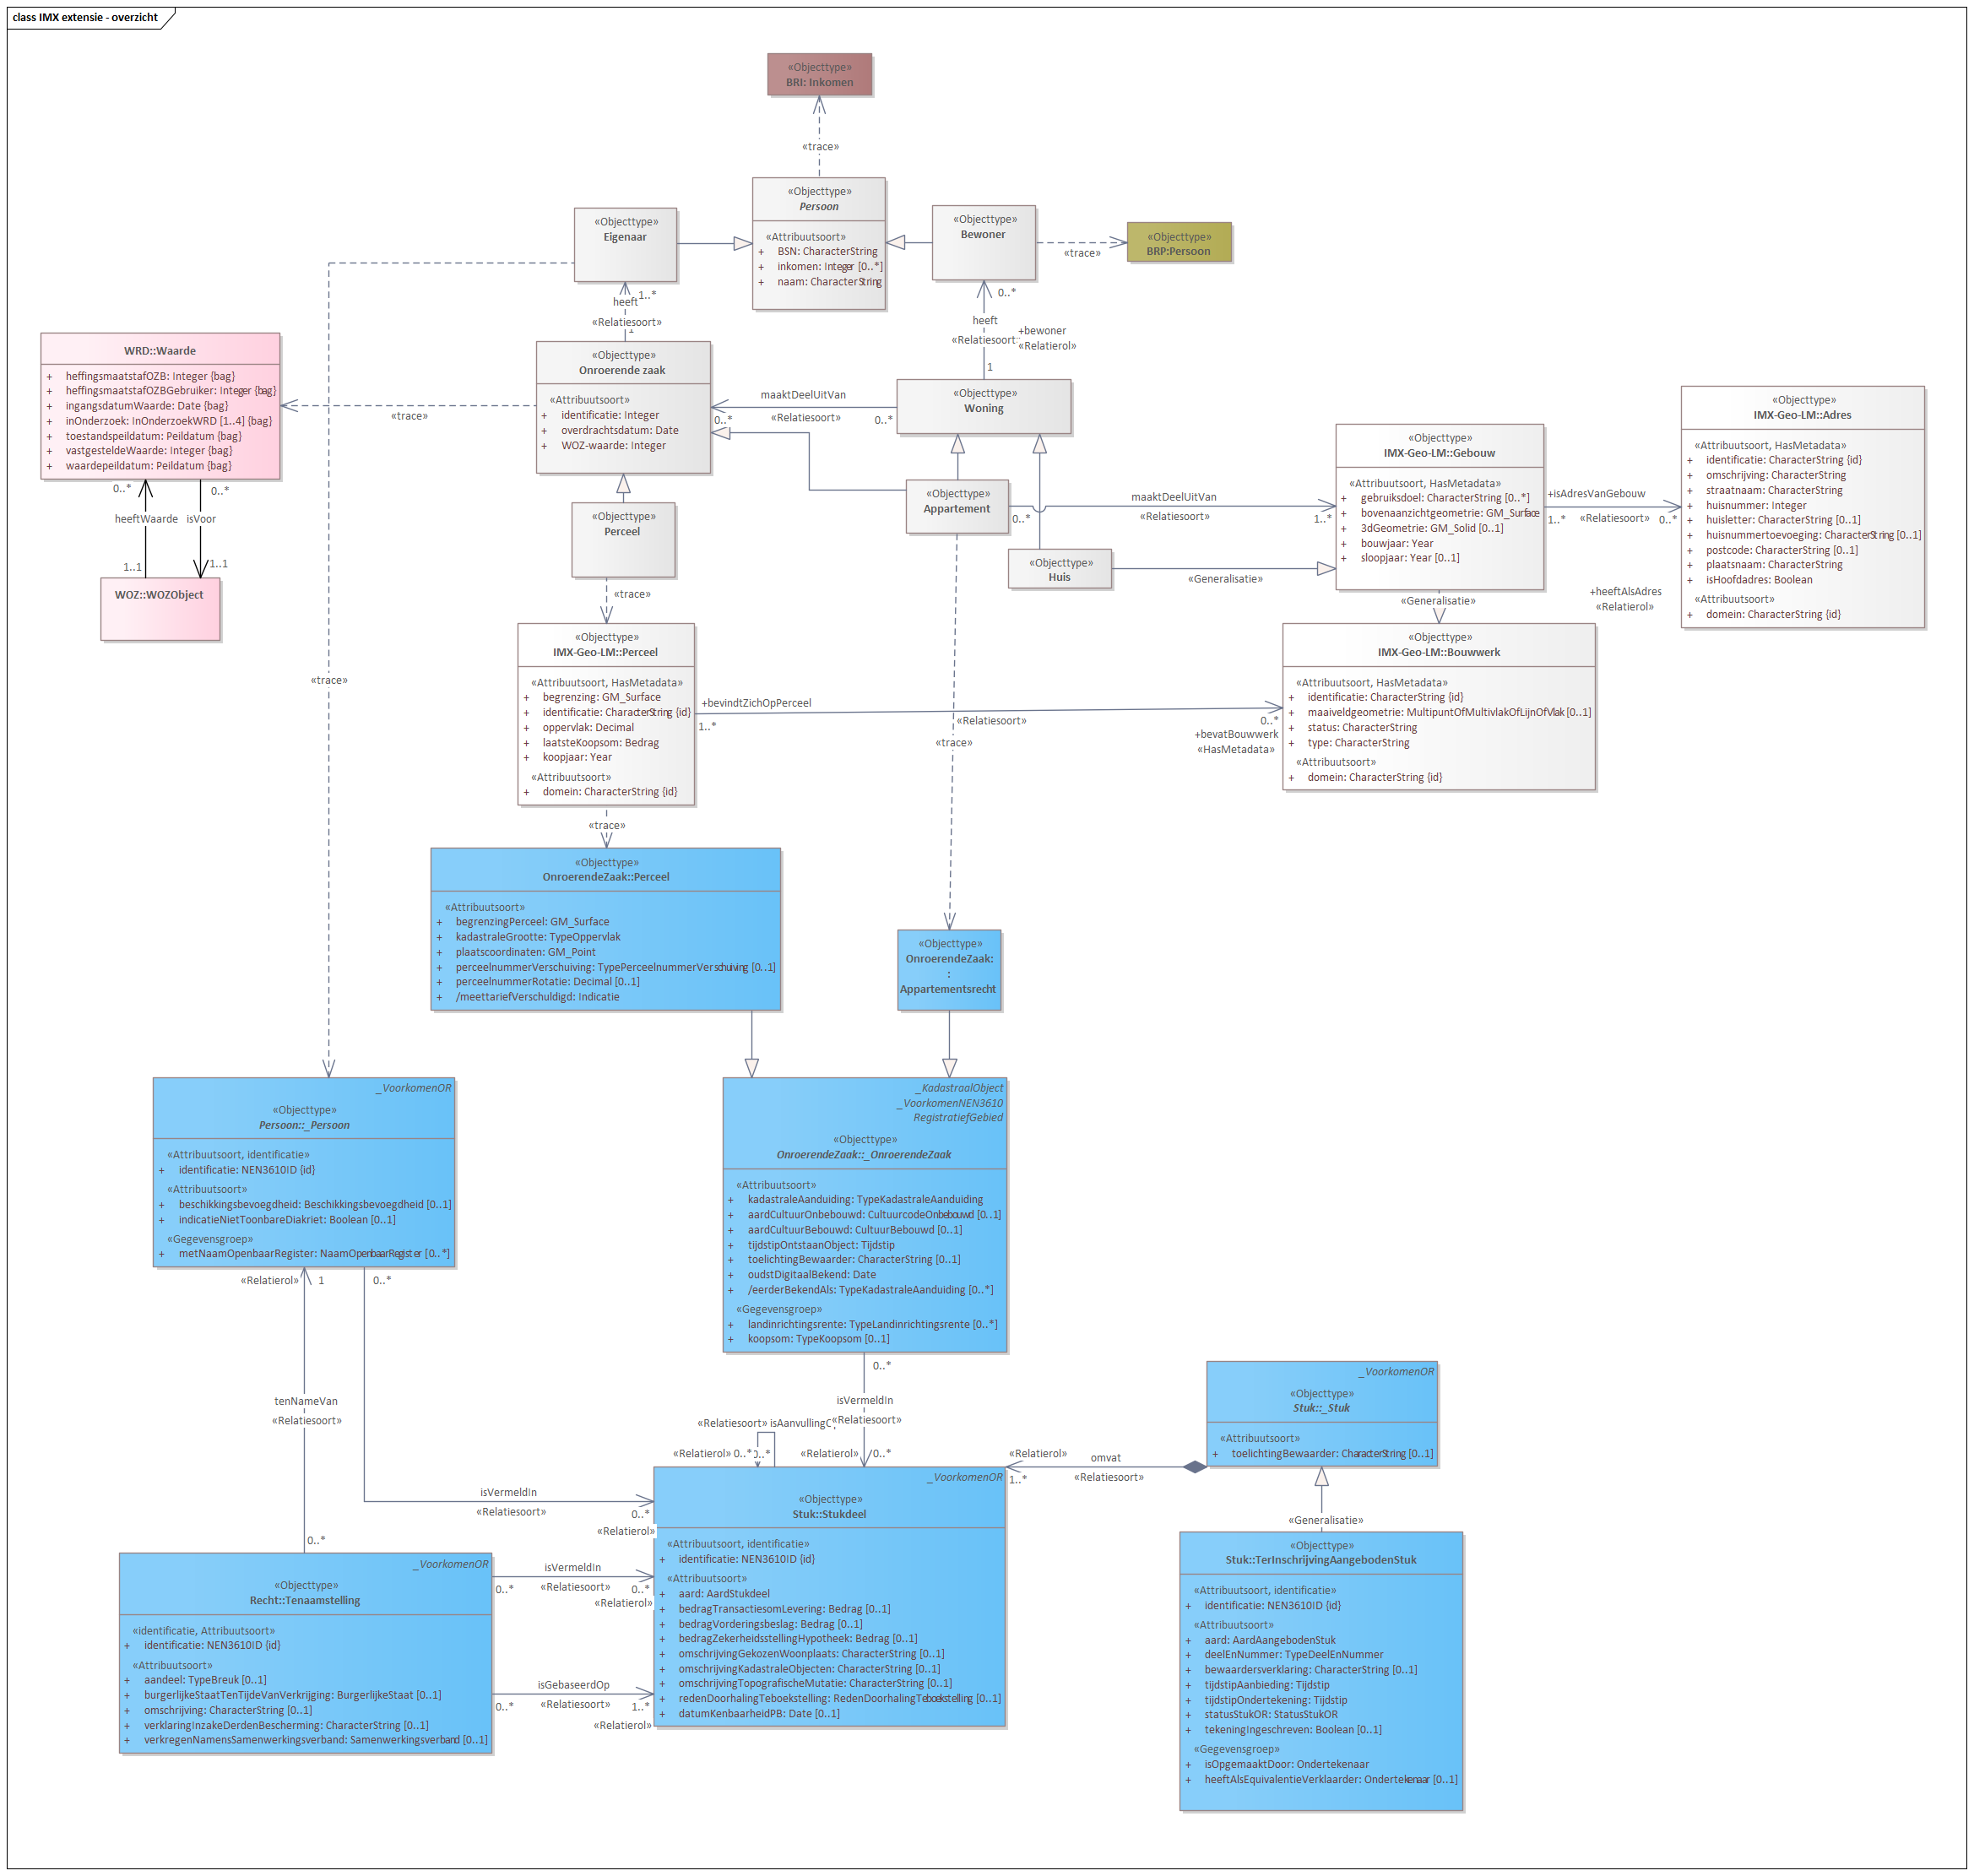 class IMX extensie - overzicht
«Objecttype»
BRI: Inkomen
«trace»
«Objecttype»
Persoon
«Attribuutsoort»
+ BSN: CharacterString
+ inkomen: Integer [0..*]
+ naam: CharacterString
«Objecttype»
Eigenaar
«Objecttype»
Bewoner
«trace»
«Objecttype»
BRP:Persoon
1..*
heeft
«Relatiesoort»
1
0..*
heeft
«Relatiesoort»
+bewoner
«Relatierol»
1
WRD::Waarde
+ heffingsmaatstafOZB: Integer {bag}
+ heffingsmaatstafOZBGebruiker: Integer {bag}
+ ingangsdatumWaarde: Date {bag}
+ inOnderzoek: InOnderzoekWRD [1..4] {bag}
+ toestandspeildatum: Peildatum {bag}
+ vastgesteldeWaarde: Integer {bag}
+ waardepeildatum: Peildatum {bag}
«trace»
«Objecttype»
Onroerende zaak
«Attribuutsoort»
+ identificatie: Integer
+ overdrachtsdatum: Date
+ WOZ-waarde: Integer
maaktDeelUitVan
0..*
«Relatiesoort»
0..*
«Objecttype»
Woning
0..*
0..*
heeftWaarde
isVoor
1..1
1..1
WOZ::WOZObject
«Objecttype»
Perceel
«trace»
«Objecttype»
Appartement
maaktDeelUitVan
0..*
«Relatiesoort»
1..*
«Objecttype»
Huis
«Generalisatie»
«Objecttype»
IMX-Geo-LM::Gebouw
«Attribuutsoort, HasMetadata»
+ gebruiksdoel: CharacterString [0..*]
+ bovenaanzichtgeometrie: GM_Surface
+ 3dGeometrie: GM_Solid [0..1]
+ bouwjaar: Year
+ sloopjaar: Year [0..1]
+isAdresVanGebouw
1..*
«Relatiesoort»
0..*
+heeftAlsAdres
«Relatierol»
«Objecttype»
IMX-Geo-LM::Adres
«Attribuutsoort, HasMetadata»
+ identificatie: CharacterString {id}
+ omschrijving: CharacterString
+ straatnaam: CharacterString
+ huisnummer: Integer
+ huisletter: CharacterString [0..1]
+ huisnummertoevoeging: CharacterString [0..1]
+ postcode: CharacterString [0..1]
+ plaatsnaam: CharacterString
+ isHoofdadres: Boolean
«Attribuutsoort»
+ domein: CharacterString {id}
«Generalisatie»
«Objecttype»
IMX-Geo-LM::Perceel
«Attribuutsoort, HasMetadata»
+ begrenzing: GM_Surface
+ identificatie: CharacterString {id}
+ oppervlak: Decimal
+ laatsteKoopsom: Bedrag
+ koopjaar: Year
«Attribuutsoort»
+ domein: CharacterString {id}
+bevindtZichOpPerceel
1..*
«Relatiesoort»
0..*
+bevatBouwwerk
«HasMetadata»
«Objecttype»
IMX-Geo-LM::Bouwwerk
«Attribuutsoort, HasMetadata»
+ identificatie: CharacterString {id}
+ maaiveldgeometrie: MultipuntOfMultivlakOfLijnOfVlak [0..1]
+ status: CharacterString
+ type: CharacterString
«Attribuutsoort»
+ domein: CharacterString {id}
«trace»
«trace»
«trace»
«Objecttype»
OnroerendeZaak::Perceel
«Attribuutsoort»
+ begrenzingPerceel: GM_Surface
+ kadastraleGrootte: TypeOppervlak
+ plaatscoordinaten: GM_Point
+ perceelnummerVerschuiving: TypePerceelnummerVerschuiving [0..1]
+ perceelnummerRotatie: Decimal [0..1]
+ /meettariefVerschuldigd: Indicatie
«Objecttype»
OnroerendeZaak:
:
Appartementsrecht
_VoorkomenOR
«Objecttype»
Persoon::_Persoon
«Attribuutsoort, identificatie»
+ identificatie: NEN3610ID {id}
«Attribuutsoort»
+ beschikkingsbevoegdheid: Beschikkingsbevoegdheid [0..1]
+ indicatieNietToonbareDiakriet: Boolean [0..1]
«Gegevensgroep»
+ metNaamOpenbaarRegister: NaamOpenbaarRegister [0..*]
_KadastraalObject
_VoorkomenNEN3610
RegistratiefGebied
«Objecttype»
OnroerendeZaak::_OnroerendeZaak
«Attribuutsoort»
+ kadastraleAanduiding: TypeKadastraleAanduiding
+ aardCultuurOnbebouwd: CultuurcodeOnbebouwd [0..1]
+ aardCultuurBebouwd: CultuurBebouwd [0..1]
+ tijdstipOntstaanObject: Tijdstip
+ toelichtingBewaarder: CharacterString [0..1]
+ oudstDigitaalBekend: Date
+ /eerderBekendAls: TypeKadastraleAanduiding [0..*]
«Gegevensgroep»
+ landinrichtingsrente: TypeLandinrichtingsrente [0..*]
+ koopsom: TypeKoopsom [0..1]
«Relatierol»
1
0..*
tenNameVan
«Relatiesoort»
0..*
0..*
isVermeldIn
«Relatiesoort»
«Relatierol»
0..*
«Relatiesoort»
isAanvullingO
«Relatierol»
0..*
0..*
_VoorkomenOR
«Objecttype»
Stuk::_Stuk
«Attribuutsoort»
+ toelichtingBewaarder: CharacterString [0..1]
«Relatierol»
omvat
1..*
«Relatiesoort»
«Generalisatie»
isVermeldIn
«Relatiesoort»
0..*
«Relatierol»
_VoorkomenOR
«Objecttype»
Stuk::Stukdeel
«Attribuutsoort, identificatie»
+ identificatie: NEN3610ID {id}
«Attribuutsoort»
+ aard: AardStukdeel
+ bedragTransactiesomLevering: Bedrag [0..1]
+ bedragVorderingsbeslag: Bedrag [0..1]
+ bedragZekerheidsstellingHypotheek: Bedrag [0..1]
+ omschrijvingGekozenWoonplaats: CharacterString [0..1]
+ omschrijvingKadastraleObjecten: CharacterString [0..1]
+ omschrijvingTopografischeMutatie: CharacterString [0..1]
+ redenDoorhalingTeboekstelling: RedenDoorhalingTeboekstelling [0..1]
+ datumKenbaarheidPB: Date [0..1]
_VoorkomenOR
«Objecttype»
Recht::Tenaamstelling
«identificatie, Attribuutsoort»
+ identificatie: NEN3610ID {id}
«Attribuutsoort»
+ aandeel: TypeBreuk [0..1]
+ burgerlijkeStaatTenTijdeVanVerkrijging: BurgerlijkeStaat [0..1]
+ omschrijving: CharacterString [0..1]
+ verklaringInzakeDerdenBescherming: CharacterString [0..1]
+ verkregenNamensSamenwerkingsverband: Samenwerkingsverband [0..1]
isVermeldIn
0..*
«Relatiesoort»
0..*
«Relatierol»
isGebaseerdOp
0..*
«Relatiesoort»
1..*
«Relatierol»
«Objecttype»
Stuk::TerInschrijvingAangebodenStuk
«Attribuutsoort, identificatie»
+ identificatie: NEN3610ID {id}
«Attribuutsoort»
+ aard: AardAangebodenStuk
+ deelEnNummer: TypeDeelEnNummer
+ bewaardersverklaring: CharacterString [0..1]
+ tijdstipAanbieding: Tijdstip
+ tijdstipOndertekening: Tijdstip
+ statusStukOR: StatusStukOR
+ tekeningIngeschreven: Boolean [0..1]
«Gegevensgroep»
+ isOpgemaaktDoor: Ondertekenaar
+ heeftAlsEquivalentieVerklaarder: Ondertekenaar [0..1]